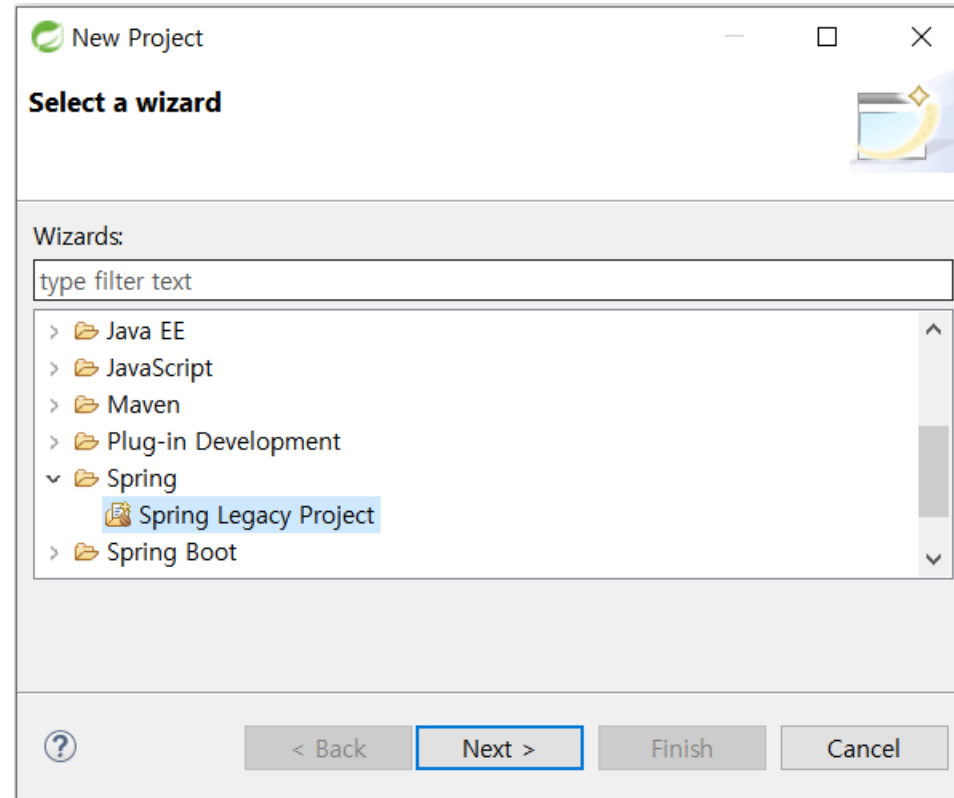 New Project
Select a wizard
Wizards:
type filter text
Java EE
JavaScript
Maven
Plug-in Development
Spring
Spring Legacy Project
Spring Boot
?
< Back Next > Finish Cancel